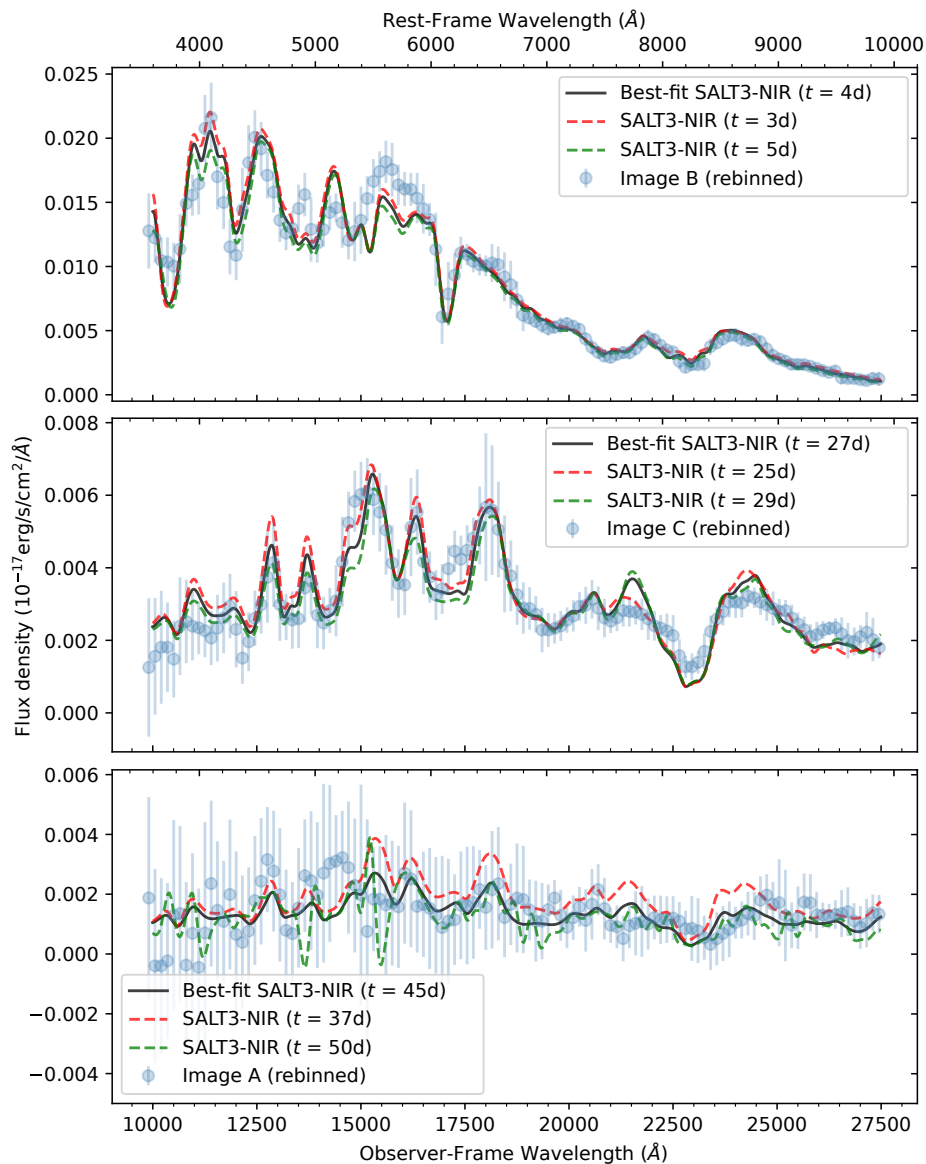 Rest-Frame Wavelength (Å)
4000 5000 6000 7000 8000 9000 10000
0.025
0.020
0.015
0.010
0.005
0.000
Best-fit SALT3-NIR (t = 4d)
SALT3-NIR (t = 3d)
SALT3-NIR (t = 5d)
Image B (rebinned)
Flux density (10⁻¹⁷erg/s/cm²/Å)
0.008
0.006
0.004
0.002
0.000
Best-fit SALT3-NIR (t = 27d)
SALT3-NIR (t = 25d)
SALT3-NIR (t = 29d)
Image C (rebinned)
0.006
0.004
0.002
0.000
−0.002
−0.004
Best-fit SALT3-NIR (t = 45d)
SALT3-NIR (t = 37d)
SALT3-NIR (t = 50d)
Image A (rebinned)
10000 12500 15000 17500 20000 22500 25000 27500
Observer-Frame Wavelength (Å)